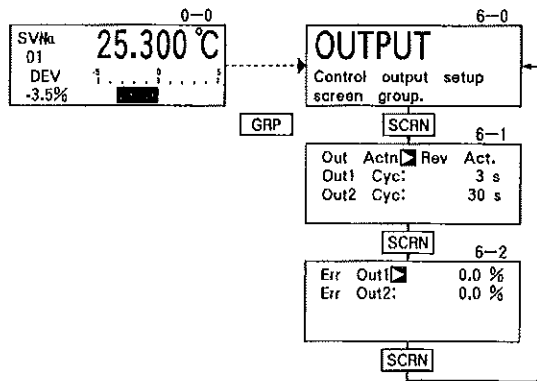 0-0
SV№ 25.300 °C
01
DEV -5 0 5
-3.5%
GRP
6-0
OUTPUT
Control output setup
screen group.
SCRN
6-1
Out Actn Rev Act.
Out1 Cyc: 3 s
Out2 Cyc: 30 s
SCRN
6-2
Err Out1 0.0 %
Err Out2: 0.0 %
SCRN